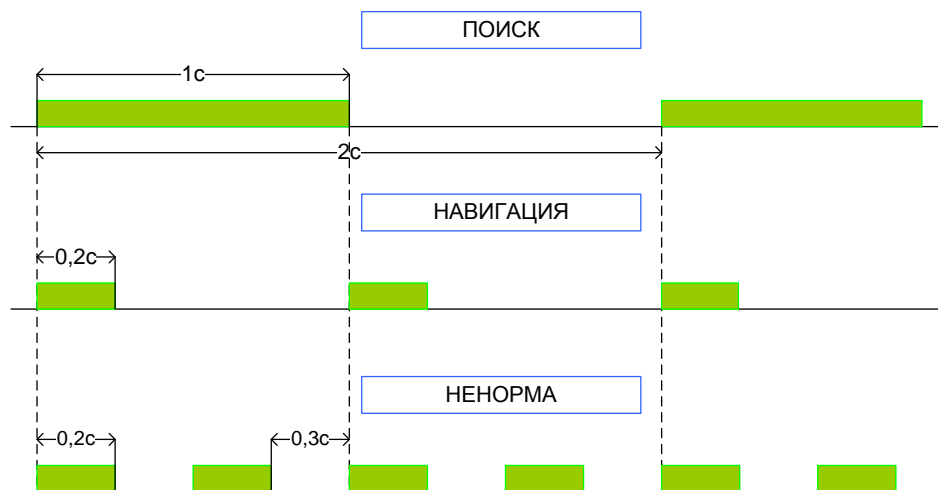 ПОИСК
1с
2с
НАВИГАЦИЯ
0,2с
НЕНОРМА
0,2с
0,3с